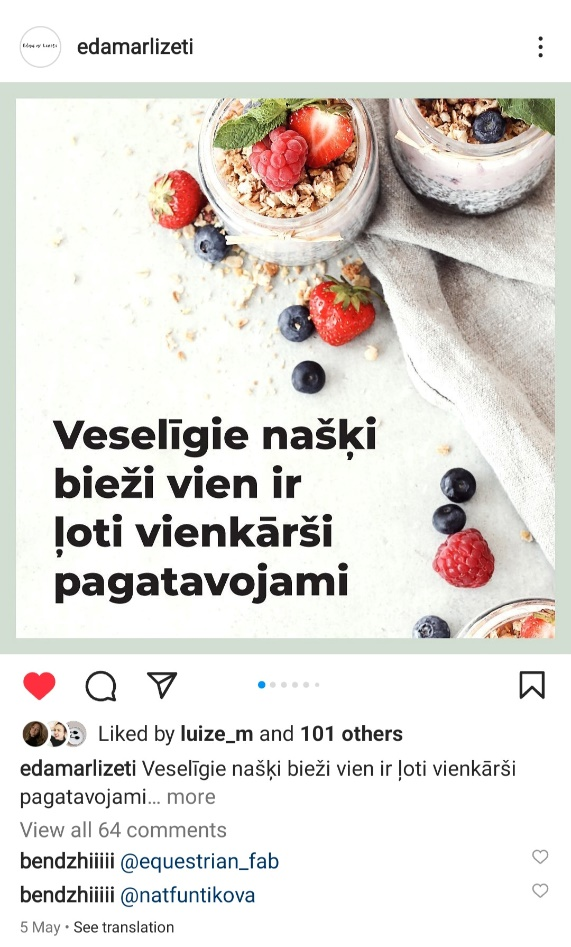 edamarlizeti
Veselīgie našķi
bieži vien ir
ļoti vienkārši
pagatavojami
Liked by luize_m and 101 others
edamarlizeti Veselīgie našķi bieži vien ir ļoti vienkārši
pagatavojami... more
View all 64 comments
bendzhiiiii @equestrian_fab
bendzhiiiii @natfuntikova
5 May • See translation